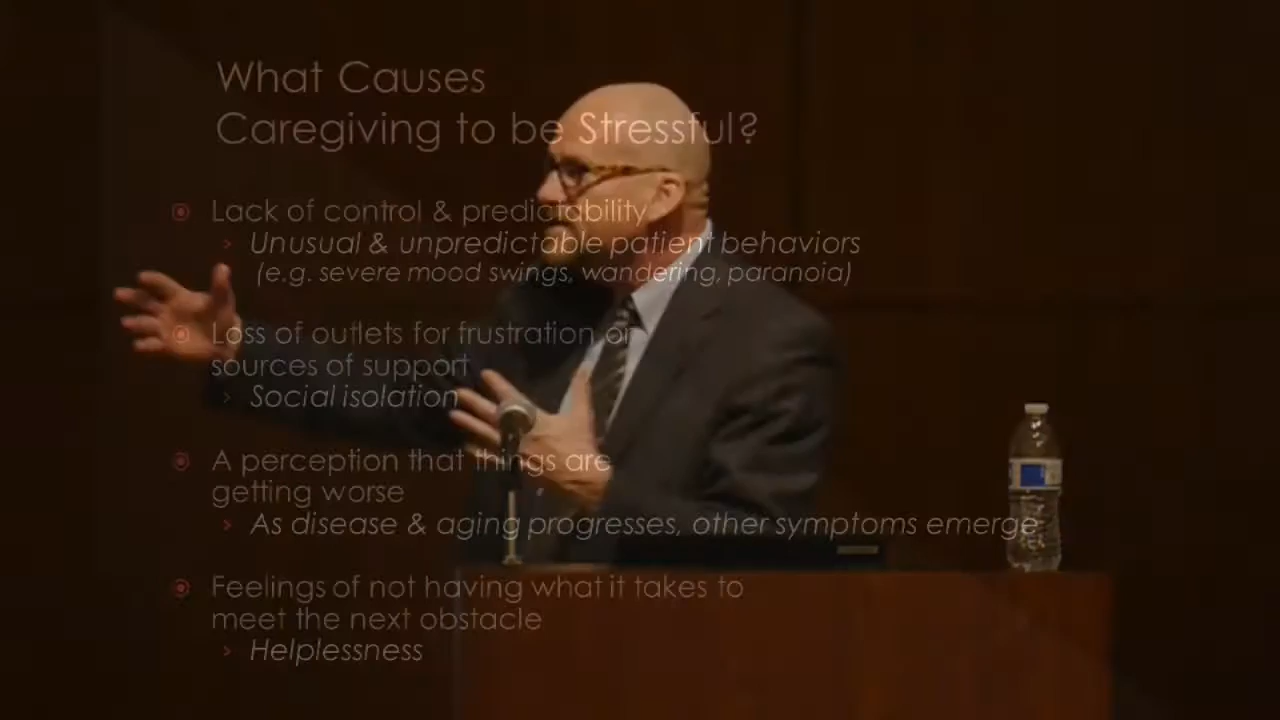 What Causes
Caregiving to be Stressful?
Lack of control & predictability
Unusual & unpredictable patient behaviors
(e.g. severe mood swings, wandering, paranoia)
Loss of outlets for frustration or
sources of support
Social isolation
A perception that things are
getting worse
As disease & aging progresses, other symptoms emerge
Feelings of not having what it takes to
meet the next obstacle
Helplessness